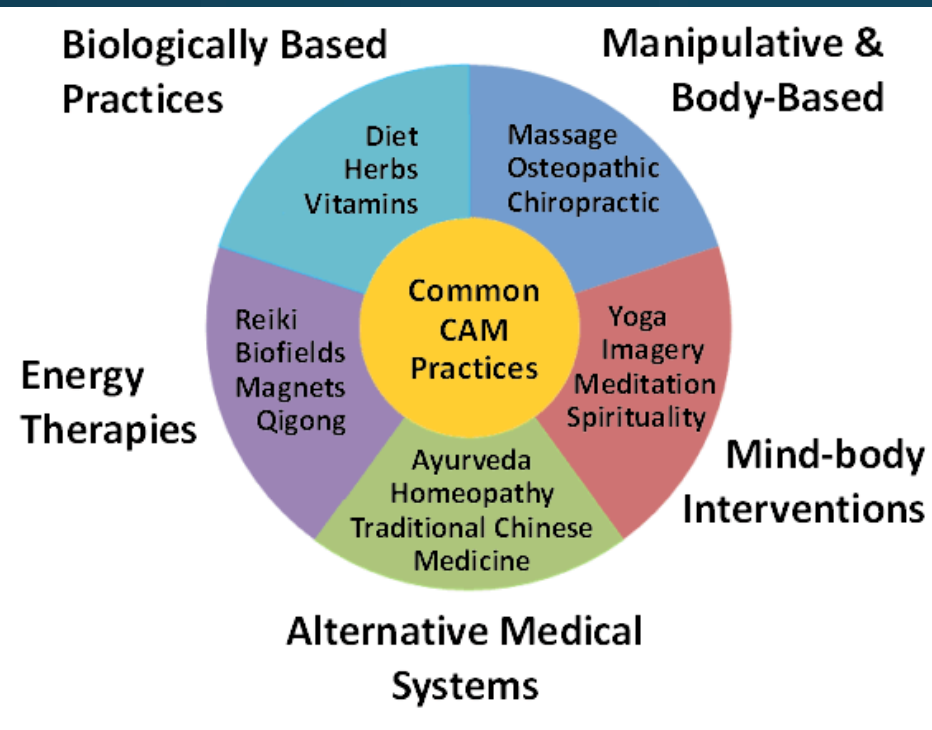 Biologically Based
Practices
Manipulative &
Body-Based
Diet
Herbs
Vitamins
Massage
Osteopathic
Chiropractic
Common
CAM
Practices
Reiki
Biofields
Magnets
Qigong
Yoga
Imagery
Meditation
Spirituality
Energy
Therapies
Ayurveda
Homeopathy
Traditional Chinese
Medicine
Mind-body
Interventions
Alternative Medical
Systems